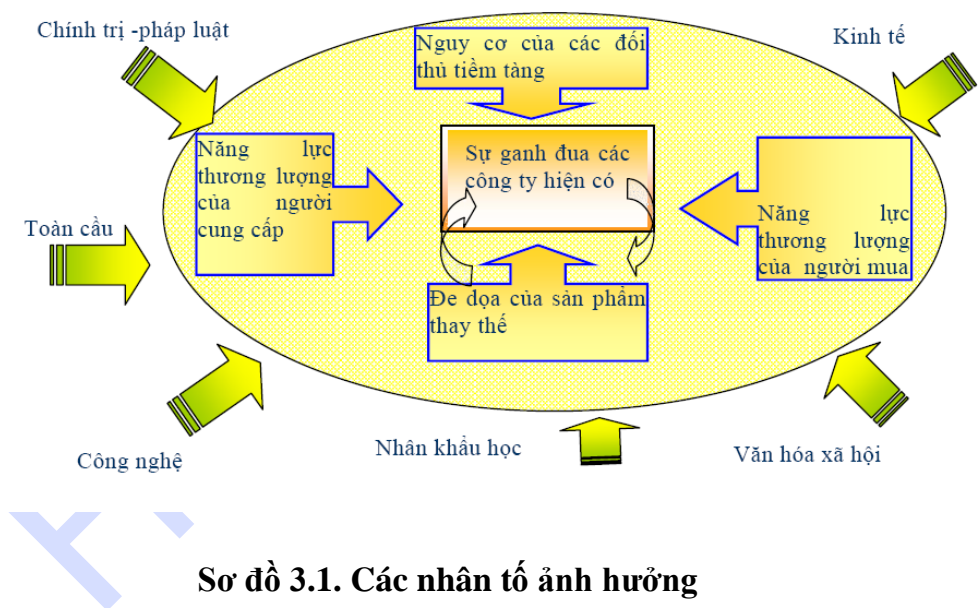 Chính trị -pháp luật
Kinh tế
Nguy cơ của các đối
thủ tiềm tàng
Năng lực
thương lượng
của người
cung cấp
Sự ganh đua các
công ty hiện có
Năng lực
thương lượng
của người mua
Toàn cầu
Đe dọa của sản phẩm
thay thế
Công nghệ
Nhân khẩu học
Văn hóa xã hội
Sơ đồ 3.1. Các nhân tố ảnh hưởng